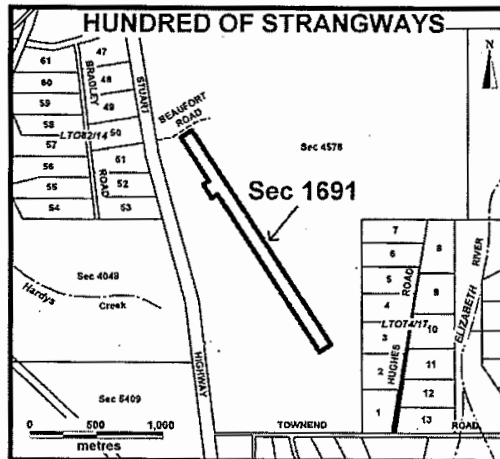 HUNDRED OF STRANGWAYS
N
61
60
59
58
57
56
55
54
BRADLEY
ROAD
LTO82/14
47
48
49
50
51
52
53
STUART
HIGHWAY
BEAUFORT
ROAD
Sec 4578
Sec 1691
Sec 4049
Hardys
Creek
Sec 5409
0 500 1,000
metres
7
6
5
4
3
2
1
HUGHES
ROAD
LTO74/17
8
9
10
11
12
13
ELIZABETH
RIVER
TOWNEND
ROAD